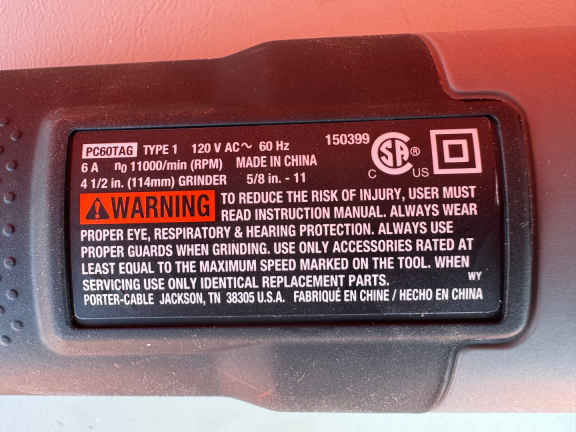 PC60TAG TYPE 1 120 V AC～ 60 Hz 150399
6 A n0 11000/min (RPM) MADE IN CHINA
4 1/2 in. (114mm) GRINDER 5/8 in. - 11
CSA
C US
WARNING TO REDUCE THE RISK OF INJURY, USER MUST
READ INSTRUCTION MANUAL. ALWAYS WEAR
PROPER EYE, RESPIRATORY & HEARING PROTECTION. ALWAYS USE
PROPER GUARDS WHEN GRINDING. USE ONLY ACCESSORIES RATED AT
LEAST EQUAL TO THE MAXIMUM SPEED MARKED ON THE TOOL. WHEN
SERVICING USE ONLY IDENTICAL REPLACEMENT PARTS. WY
PORTER-CABLE JACKSON, TN 38305 U.S.A. FABRIQUÉ EN CHINE / HECHO EN CHINA